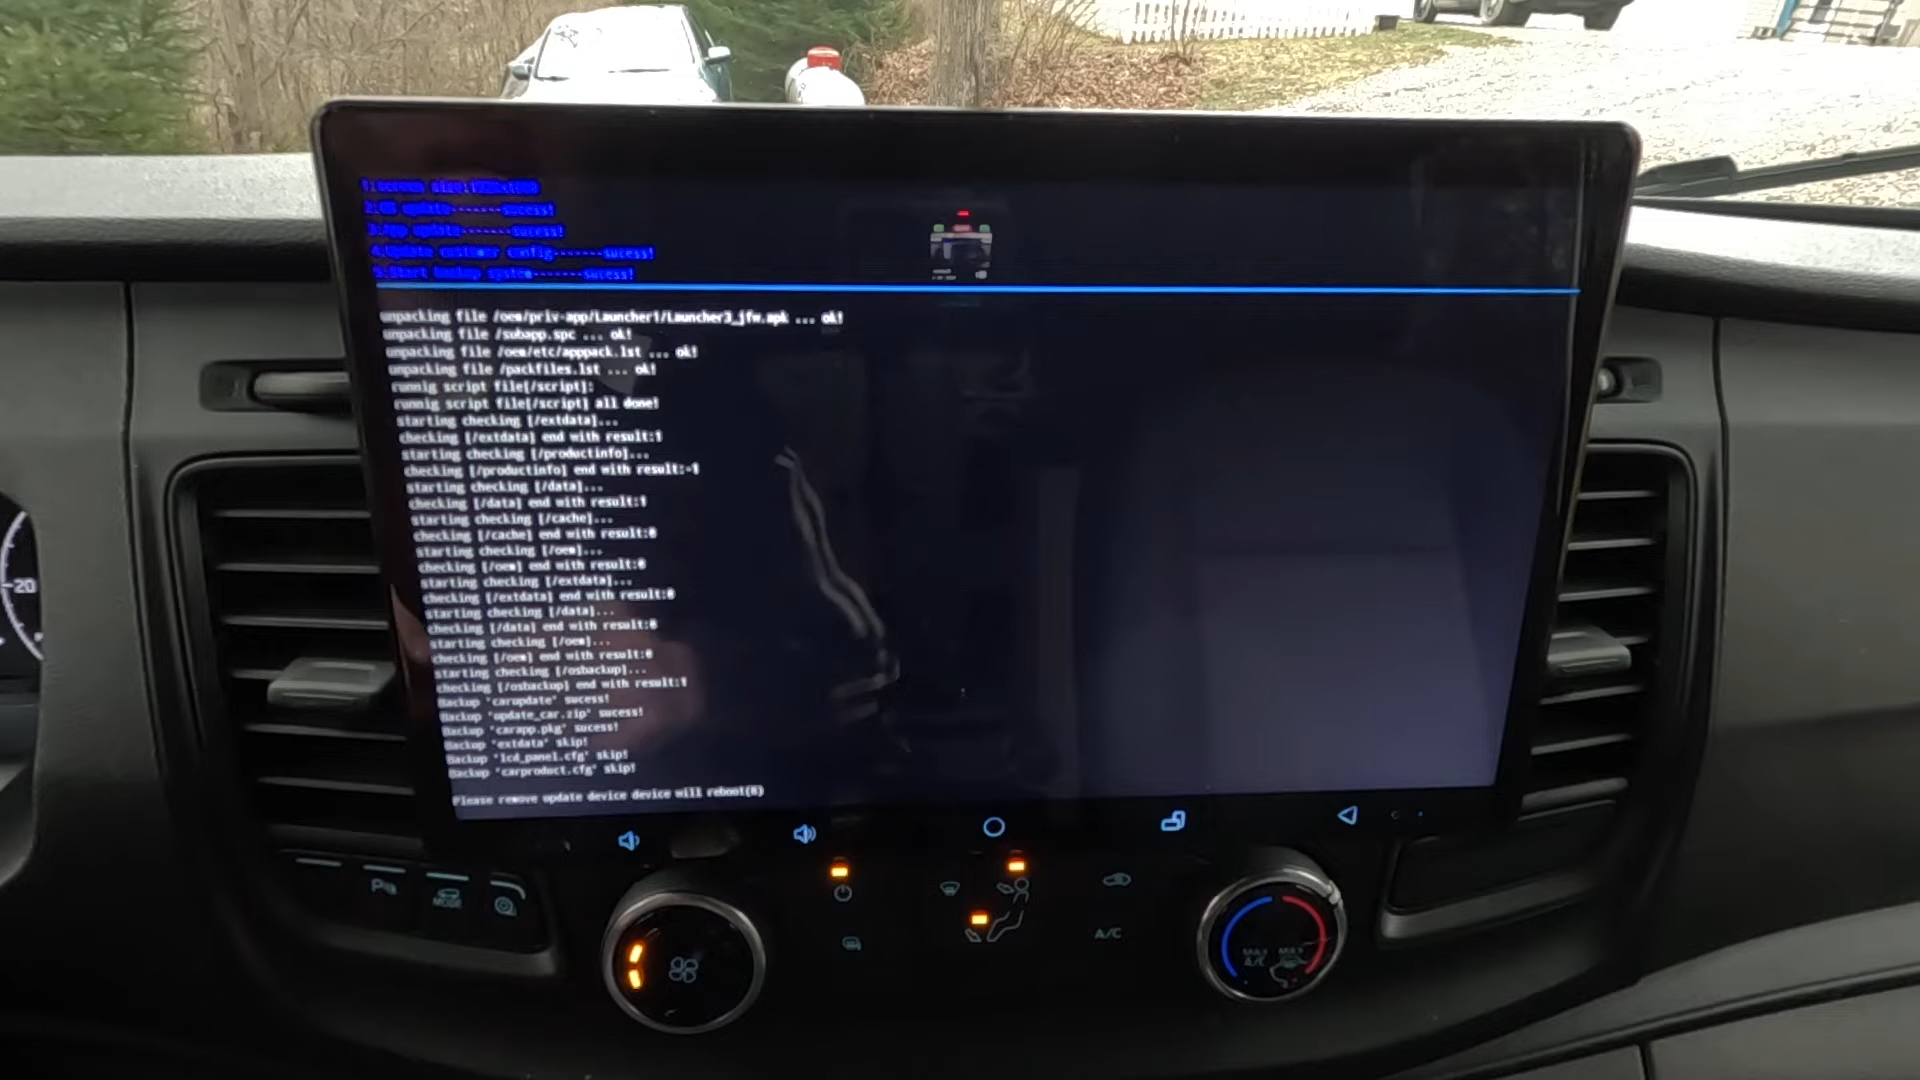 1:screen size:
2:OS update-------sucess!
3:App update-------sucess!
4:Update customer config-------sucess!
5:Start backup system-------sucess!
unpacking file /oem/priv-app/Launcher1/Launcher3_jfw.apk ... ok!
unpacking file /subapp.spc ... ok!
unpacking file /oem/etc/apppack.lst ... ok!
unpacking file /packfiles.lst ... ok!
runnig script file[/script]:
runnig script file[/script] all done!
starting checking [/extdata]...
checking [/extdata] end with result:1
starting checking [/productinfo]...
checking [/productinfo] end with result:-1
starting checking [/data]...
checking [/data] end with result:1
starting checking [/cache]...
checking [/cache] end with result:0
starting checking [/oem]...
checking [/oem] end with result:0
starting checking [/extdata]...
checking [/extdata] end with result:0
starting checking [/data]...
checking [/data] end with result:0
starting checking [/oem]...
checking [/oem] end with result:0
starting checking [/osbackup]...
checking [/osbackup] end with result:1
Backup "carupdate" sucess!
Backup "update_car.zip" sucess!
Backup "carapp.pkg" sucess!
Backup "extdata" skip!
Backup "lcd_panel.cfg" skip!
Backup "carproduct.cfg" skip!
Please remove update device device will reboot(8)
20
P
MODE
A/C
MAX A/C
MAX